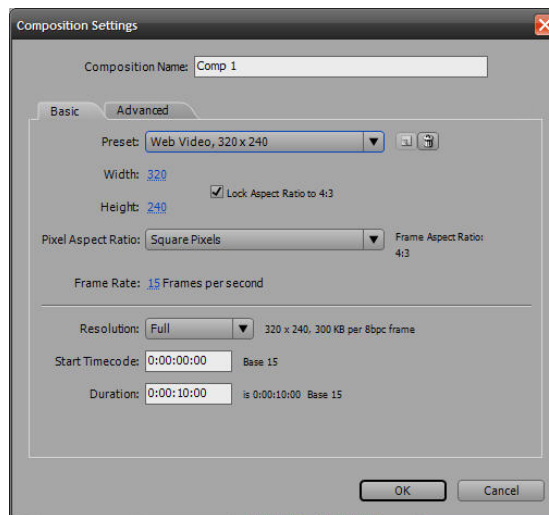 Composition Settings
Composition Name: Comp 1
Basic Advanced
Preset: Web Video, 320 x 240
Width: 320
Lock Aspect Ratio to 4:3
Height: 240
Pixel Aspect Ratio: Square Pixels Frame Aspect Ratio:
4:3
Frame Rate: 15 Frames per second
Resolution: Full 320 x 240, 300 KB per 8bpc frame
Start Timecode: 0:00:00:00 Base 15
Duration: 0:00:10:00 is 0:00:10:00 Base 15
OK Cancel